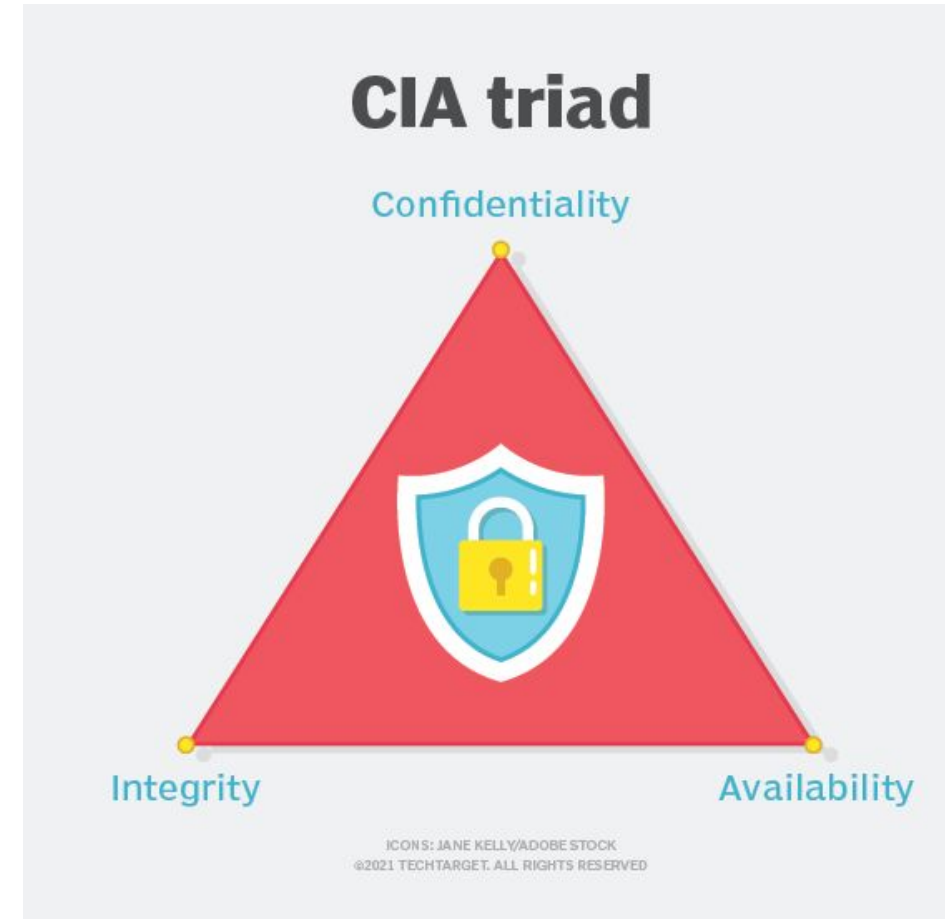 CIA triad
Confidentiality
Integrity
Availability
ICONS: JANE KELLY/ADOBE STOCK
©2021 TECHTARGET. ALL RIGHTS RESERVED